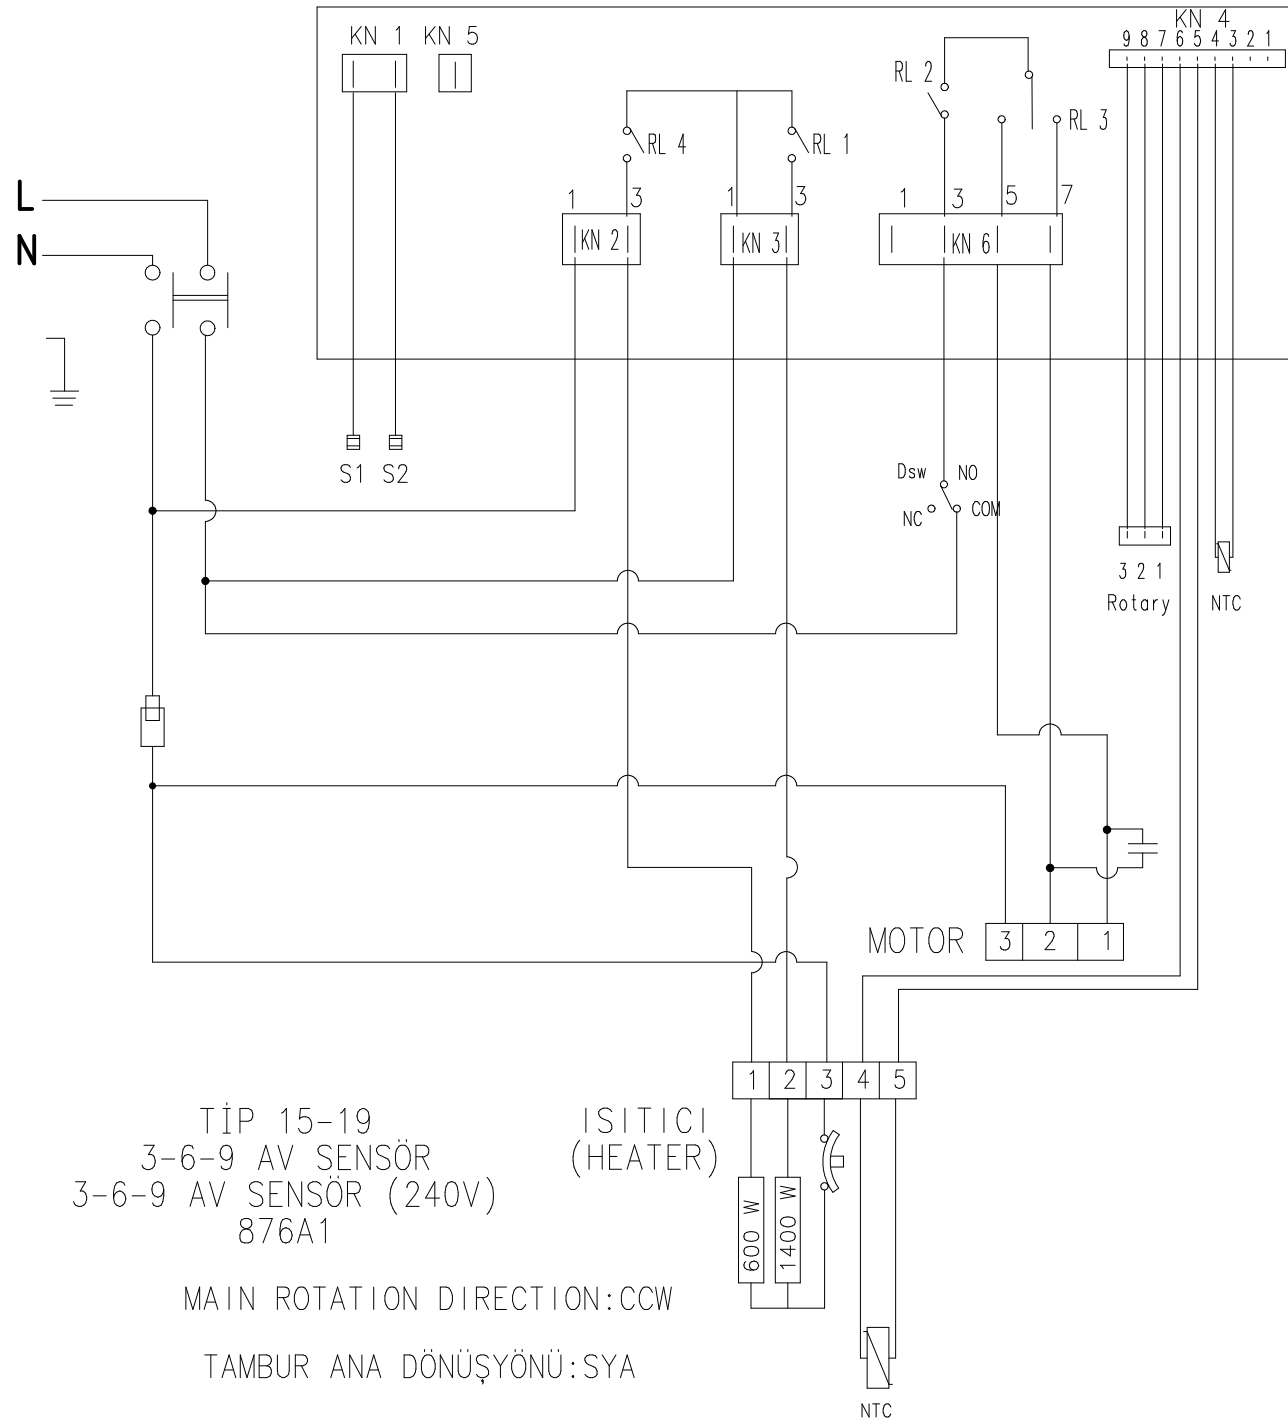 KN 1 KN 5
KN 4
9 8 7 6 5 4 3 2 1
RL 2
RL 3
RL 4
RL 1
L
N
1 3
1 3
1 3 5 7
KN 2
KN 3
KN 6
S1 S2
Dsw NO
NC COM
3 2 1
Rotary
NTC
MOTOR 3 2 1
1 2 3 4 5
TİP 15-19
3-6-9 AV SENSÖR
3-6-9 AV SENSÖR (240V)
876A1
ISITICI
(HEATER)
600 W
1400 W
MAIN ROTATION DIRECTION:CCW
TAMBUR ANA DÖNÜŞYÖNÜ:SYA
NTC